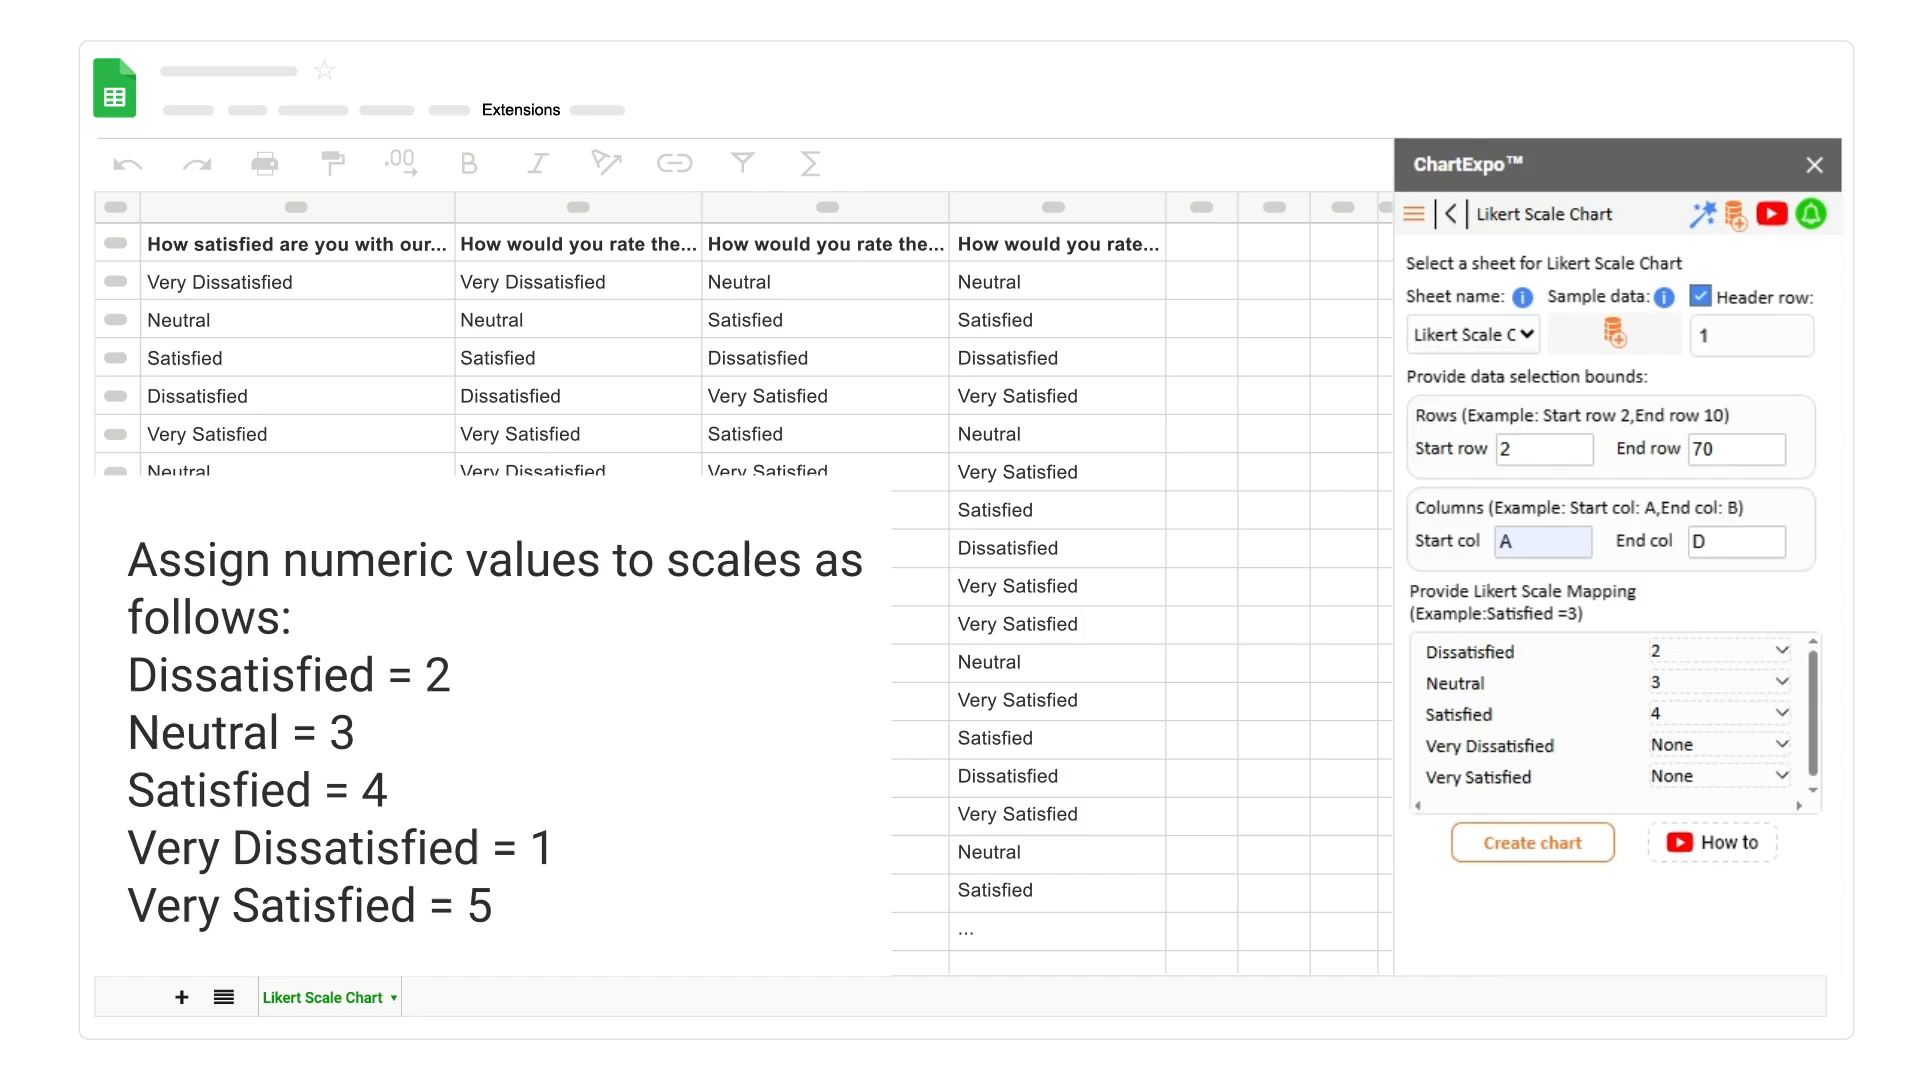 Extensions
.00
B
I
Σ
How satisfied are you with our... How would you rate the... How would you rate the... How would you rate...
Very Dissatisfied Very Dissatisfied Neutral Neutral
Neutral Neutral Satisfied Satisfied
Satisfied Satisfied Dissatisfied Dissatisfied
Dissatisfied Dissatisfied Very Satisfied Very Satisfied
Very Satisfied Very Satisfied Satisfied Neutral
Neutral Very Dissatisfied Very Satisfied Very Satisfied
Satisfied
Dissatisfied
Very Satisfied
Very Satisfied
Neutral
Very Satisfied
Satisfied
Dissatisfied
Very Satisfied
Neutral
Satisfied
...
Assign numeric values to scales as
follows:
Dissatisfied = 2
Neutral = 3
Satisfied = 4
Very Dissatisfied = 1
Very Satisfied = 5
+ Likert Scale Chart
ChartExpo™
Likert Scale Chart
Select a sheet for Likert Scale Chart
Sheet name: Sample data: Header row:
Likert Scale C 1
Provide data selection bounds:
Rows (Example: Start row 2,End row 10)
Start row 2 End row 70
Columns (Example: Start col: A,End col: B)
Start col A End col D
Provide Likert Scale Mapping
(Example:Satisfied =3)
Dissatisfied 2
Neutral 3
Satisfied 4
Very Dissatisfied None
Very Satisfied None
Create chart How to